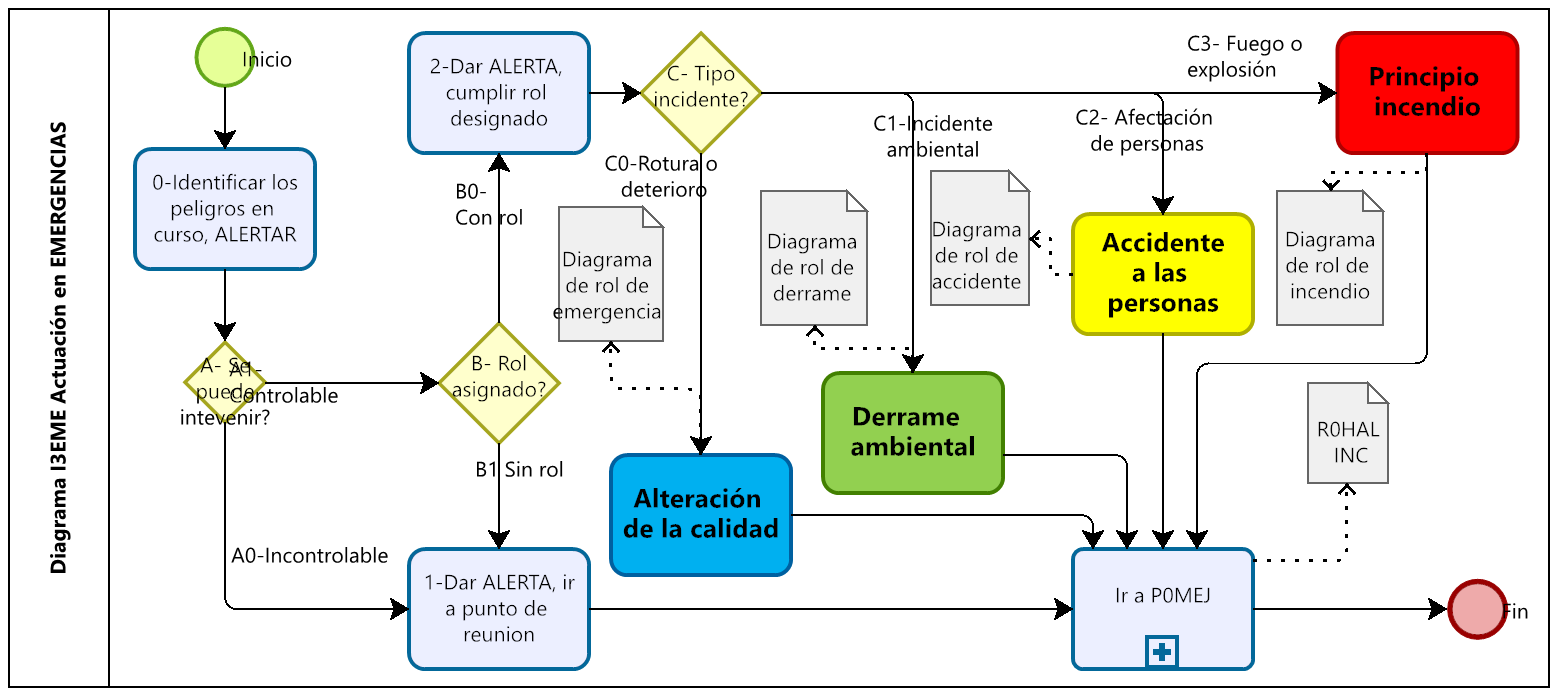 Diagrama I3EME Actuación en EMERGENCIAS
Inicio
0-Identificar los
peligros en
curso, ALERTAR
A- Se
puede
intevenir?
A1-
Controlable
A0-Incontrolable
B- Rol
asignado?
B0-
Con rol
B1 Sin rol
2-Dar ALERTA,
cumplir rol
designado
1-Dar ALERTA, ir
a punto de
reunion
C- Tipo
incidente?
C0-Rotura o
deterioro
C1-Incidente
ambiental
C2- Afectación
de personas
C3- Fuego o
explosión
Diagrama
de rol de
emergencia
Diagrama
de rol de
derrame
Diagrama
de rol de
accidente
Diagrama
de rol de
incendio
Principio
incendio
Accidente
a las
personas
Derrame
ambiental
Alteración
de la calidad
R0HAL
INC
Ir a P0MEJ
Fin